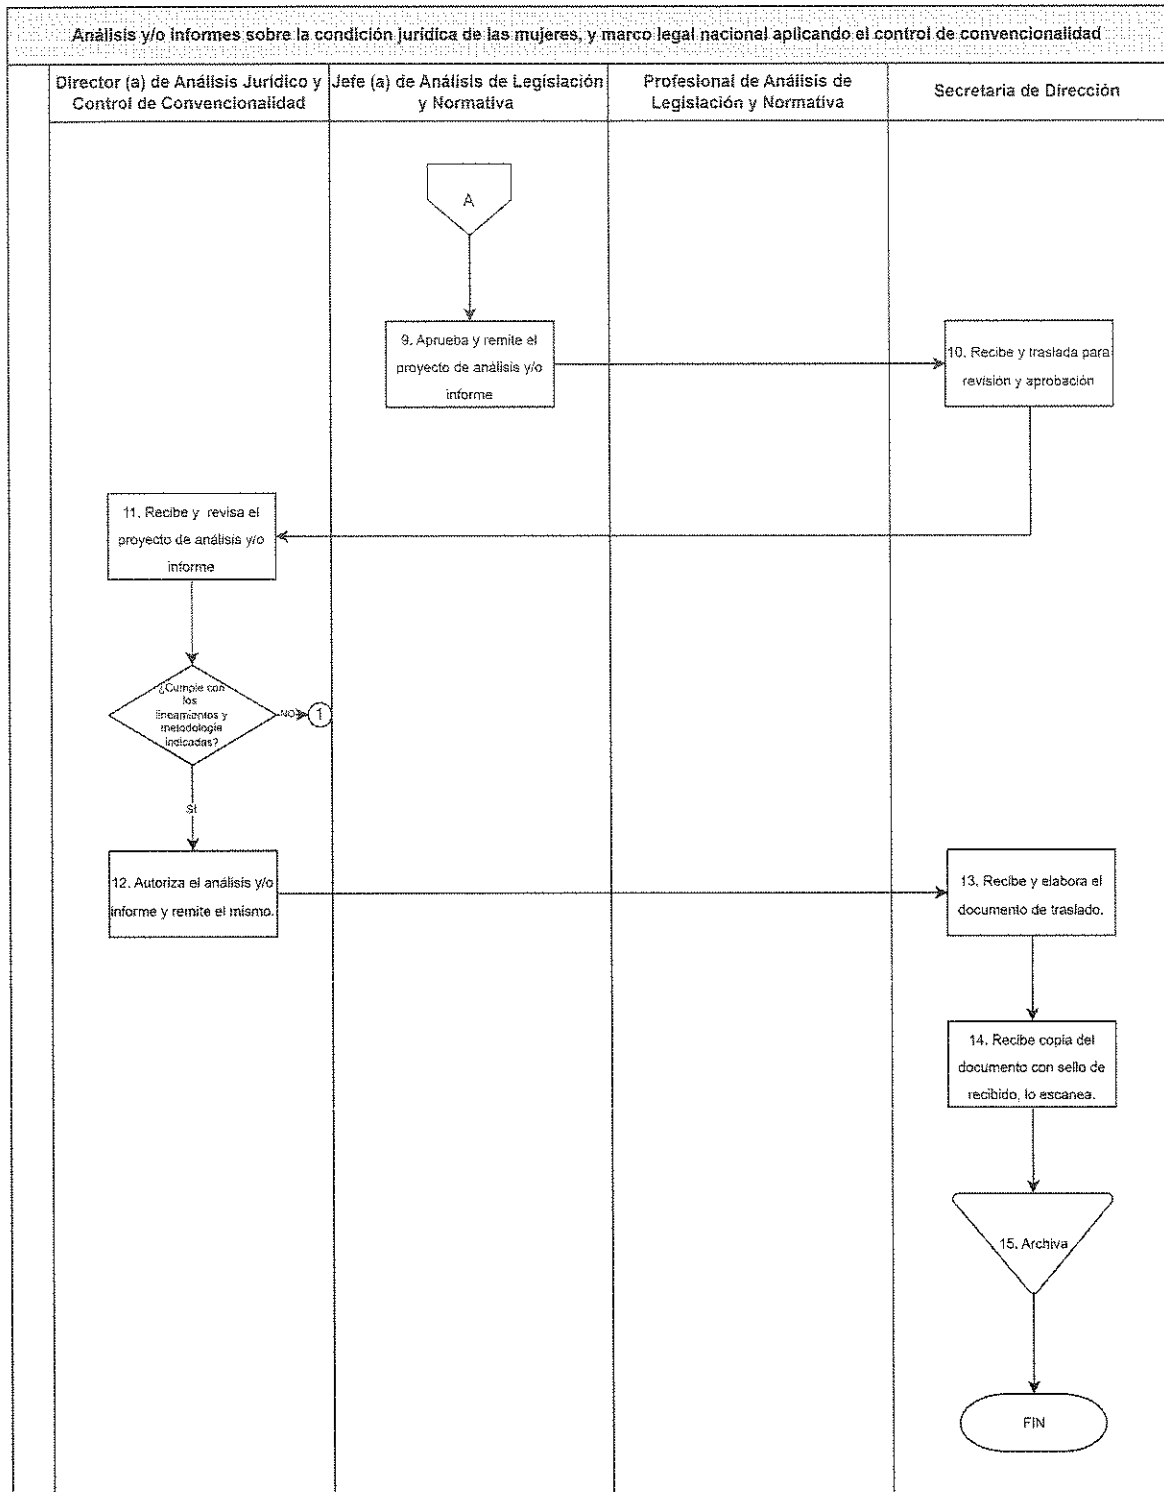 Análisis y/o informes sobre la condición jurídica de las mujeres, y marco legal nacional aplicando el control de convencionalidad
Director (a) de Análisis Jurídico y
Control de Convencionalidad
Jefe (a) de Análisis de Legislación
y Normativa
Profesional de Análisis de
Legislación y Normativa
Secretaria de Dirección
A
9. Aprueba y remite el
proyecto de análisis y/o
informe
10. Recibe y traslada para
revisión y aprobación
11. Recibe y revisa el
proyecto de análisis y/o
informe
¿Cumple con
los
lineamientos y
metodología
indicadas?
NO
1
SI
12. Autoriza el análisis y/o
informe y remite el mismo.
13. Recibe y elabora el
documento de traslado.
14. Recibe copia del
documento con sello de
recibido, lo escanea.
15. Archiva
FIN